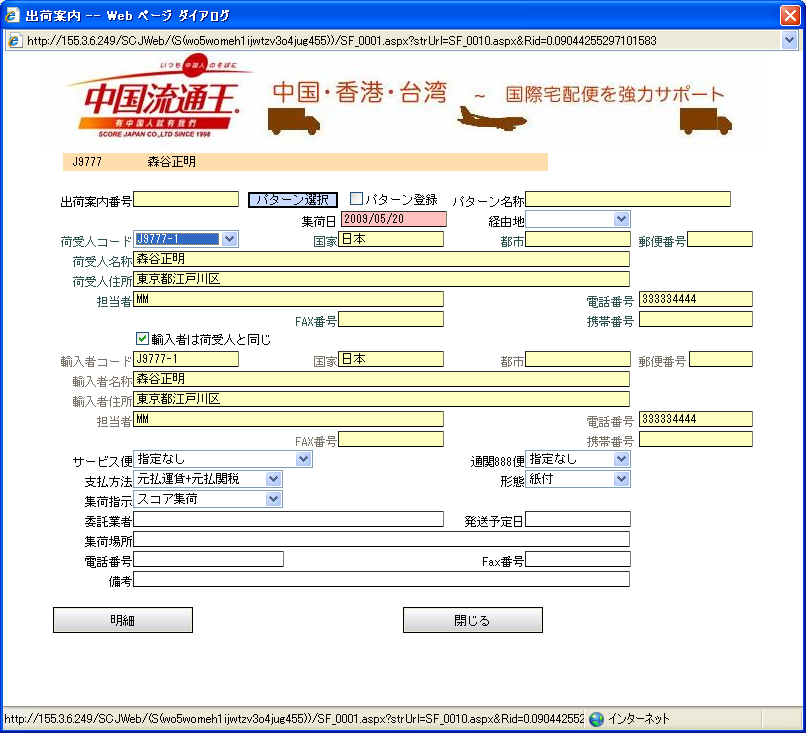 出荷案内 -- Web ページ ダイアログ
http://155.3.6.249/SCJWeb/(S(wo5womeh1ijwtzv3o4jug455))/SF_0001.aspx?strUrl=SF_0010.aspx&Rid=0.09044255297101583
いつも中国人のそばに
中国流通王.
有中国人就有我們
SCORE JAPAN CO.,LTD SINCE 1998
中国・香港・台湾 ~ 国際宅配便を強力サポート
J9777 森谷正明
出荷案内番号 パターン選択 パターン登録 パターン名称
集荷日 2009/05/20 経由地
荷受人コード J9777-1 国家 日本 都市 郵便番号
荷受人名称 森谷正明
荷受人住所 東京都江戸川区
担当者 MM 電話番号 333334444
FAX番号 携帯番号
輸入者は荷受人と同じ
輸入者コード J9777-1 国家 日本 都市 郵便番号
輸入者名称 森谷正明
輸入者住所 東京都江戸川区
担当者 MM 電話番号 333334444
FAX番号 携帯番号
サービス便 指定なし 通関888便 指定なし
支払方法 元払運賃+元払関税 形態 紙付
集荷指示 スコア集荷
委託業者 発送予定日
集荷場所
電話番号 Fax番号
備考
明細 閉じる
http://155.3.6.249/SCJWeb/(S(wo5womeh1ijwtzv3o4jug455))/SF_0001.aspx?strUrl=SF_0010.aspx&Rid=0.090442552 インターネット